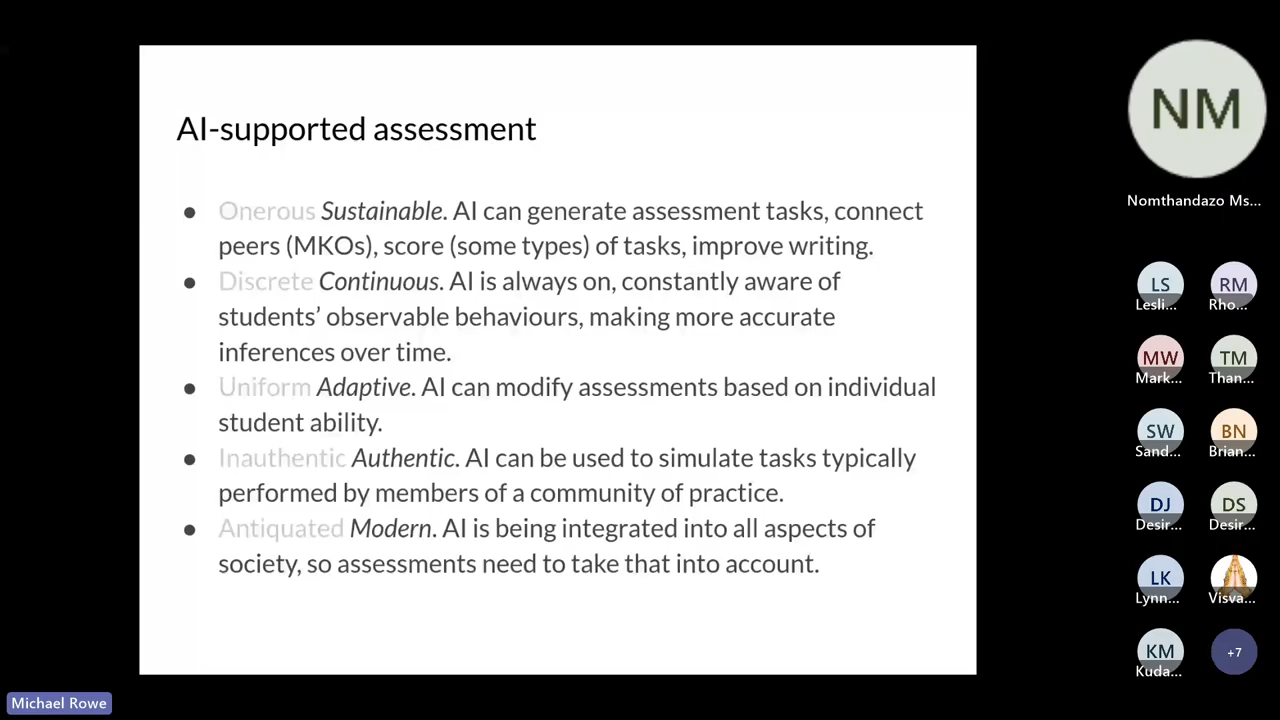 AI-supported assessment
● Onerous Sustainable. AI can generate assessment tasks, connect
peers (MKOs), score (some types) of tasks, improve writing.
● Discrete Continuous. AI is always on, constantly aware of
students’ observable behaviours, making more accurate
inferences over time.
● Uniform Adaptive. AI can modify assessments based on individual
student ability.
● Inauthentic Authentic. AI can be used to simulate tasks typically
performed by members of a community of practice.
● Antiquated Modern. AI is being integrated into all aspects of
society, so assessments need to take that into account.
NM
Nomthandazo Ms...
LS RM
Lesli... Rho...
MW TM
Mark... Than...
SW BN
Sand... Brian...
DJ DS
Desir... Desir...
LK
Lynn... Visva...
KM +7
Kuda...
Michael Rowe